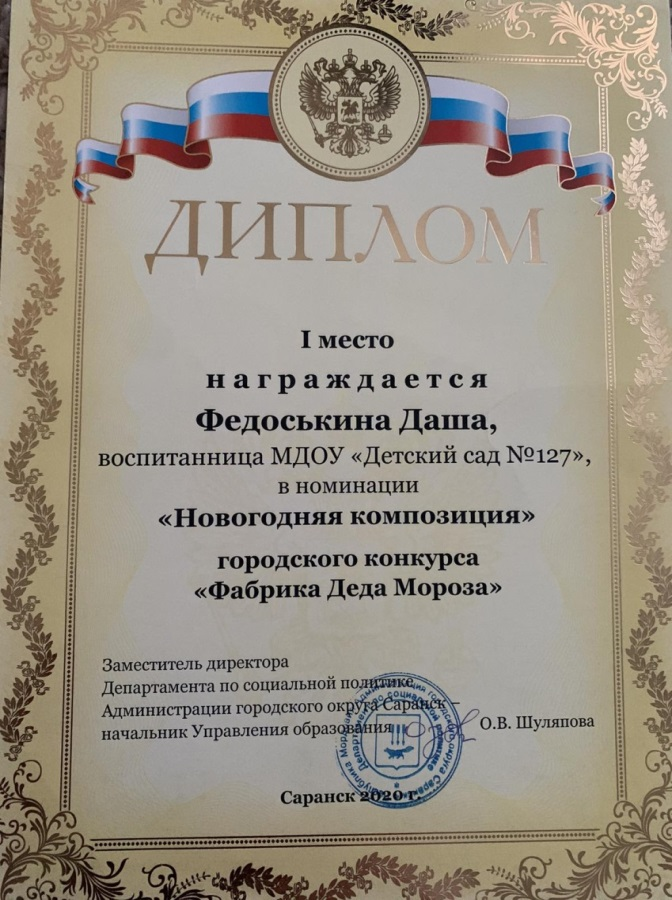 ДИПЛОМ
I место
награждается
Федоськина Даша,
воспитанница МДОУ «Детский сад №127»,
в номинации
«Новогодняя композиция»
городского конкурса
«Фабрика Деда Мороза»
Заместитель директора
Департамента по социальной политике
Администрации городского округа Саранск –
начальник Управления образования
О.В. Шуляпова
Саранск 2020 г.